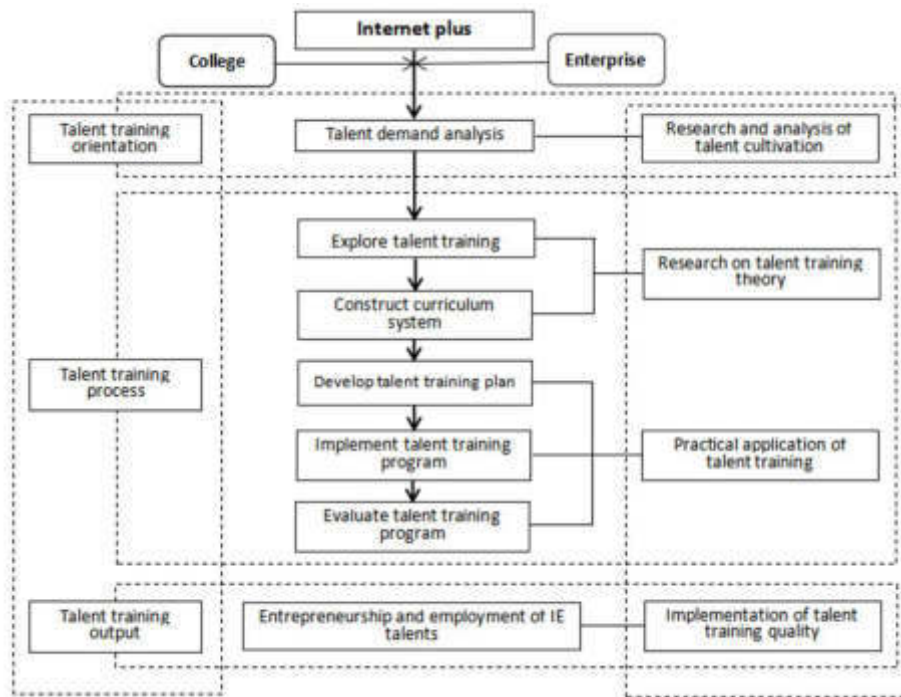 Internet plus
College
Enterprise
Talent training
orientation
Talent demand analysis
Research and analysis of
talent cultivation
Explore talent training
Research on talent training
theory
Construct curriculum
system
Talent training
process
Develop talent training plan
Implement talent training
program
Practical application of
talent training
Evaluate talent training
program
Talent training
output
Entrepreneurship and employment of IE
talents
Implementation of talent
training quality